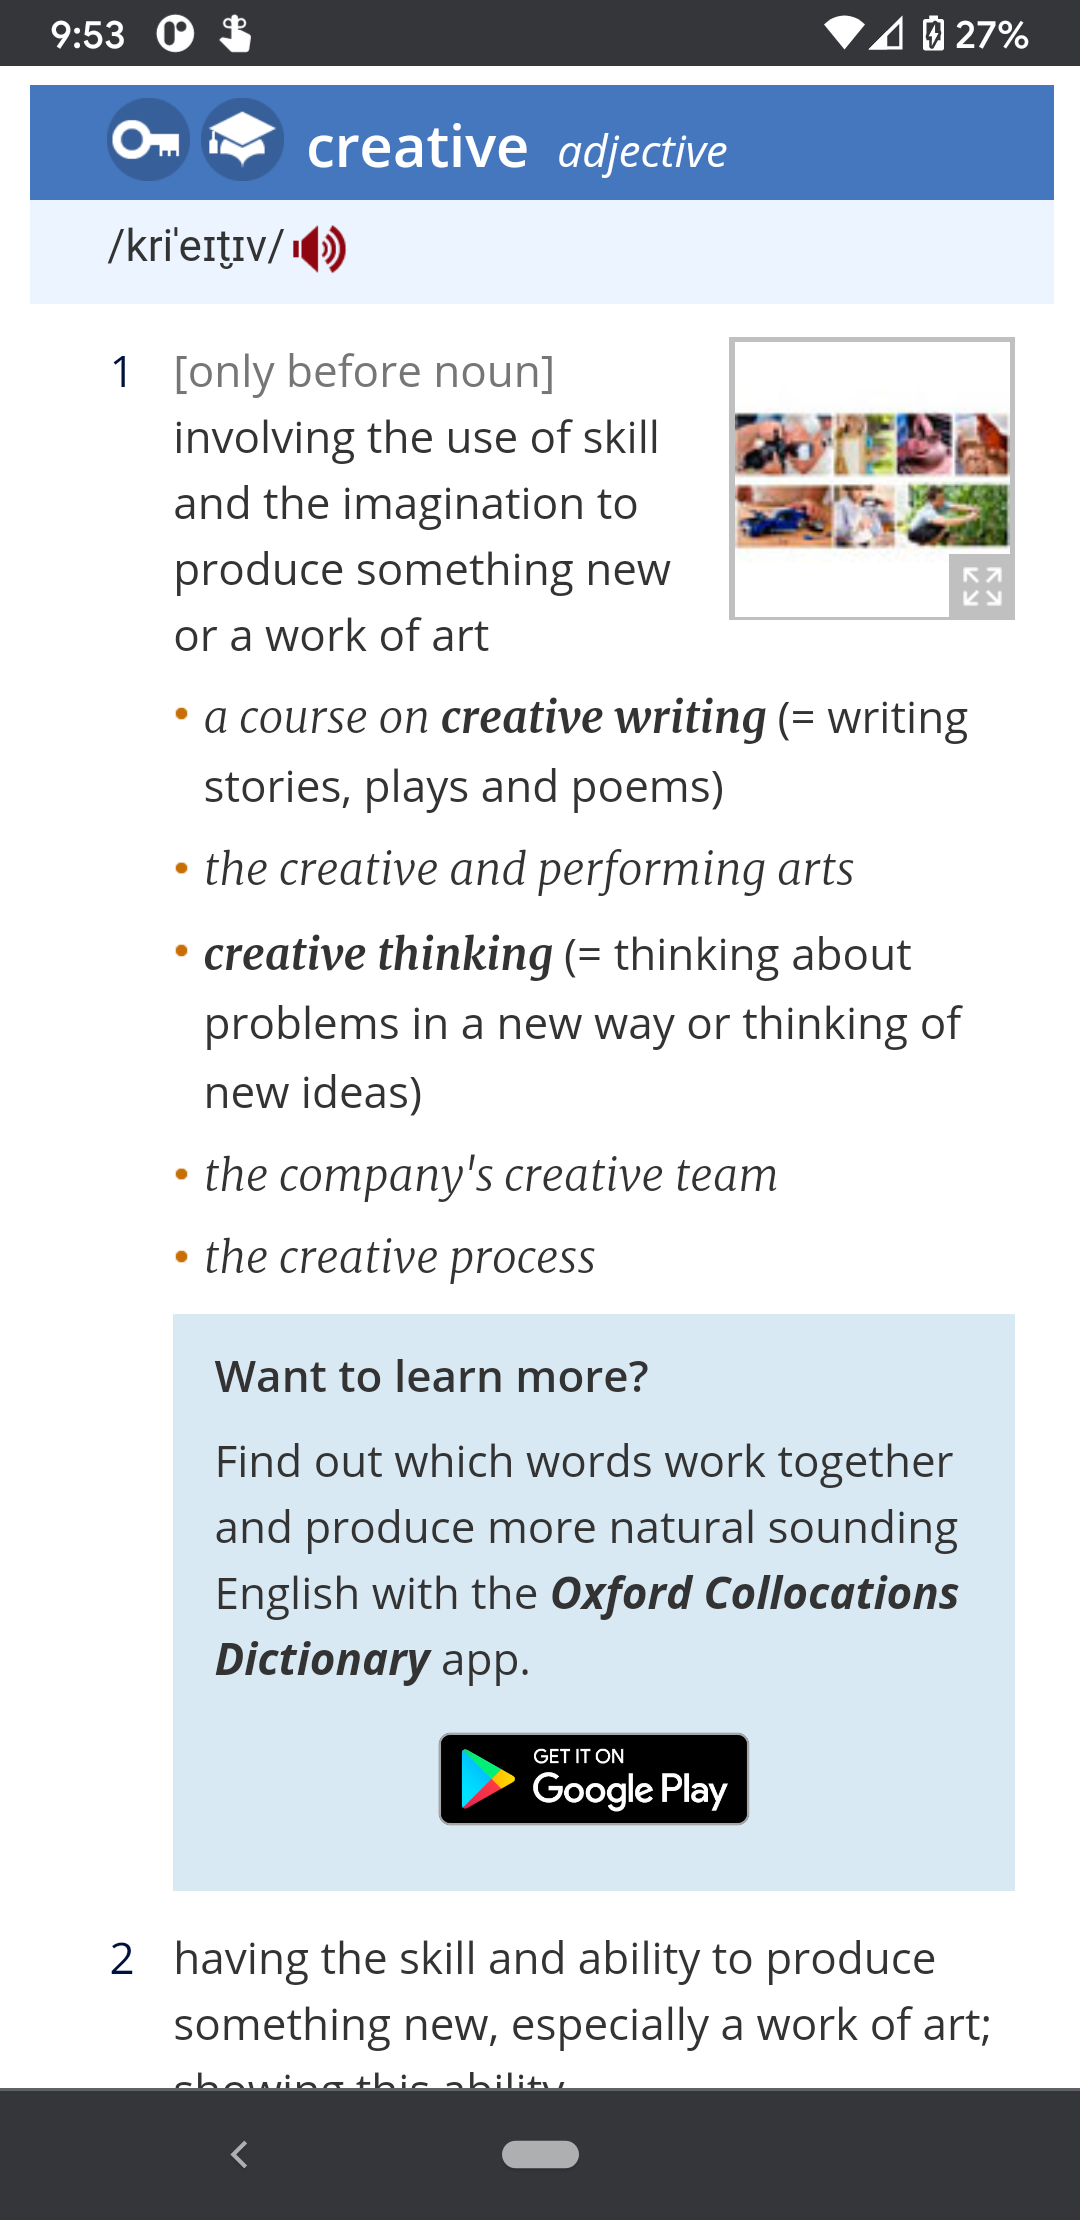 9:53 27%
creative adjective
/kriˈeɪt̬ɪv/
1 [only before noun]
involving the use of skill
and the imagination to
produce something new
or a work of art
• a course on creative writing (= writing
stories, plays and poems)
• the creative and performing arts
• creative thinking (= thinking about
problems in a new way or thinking of
new ideas)
• the company's creative team
• the creative process
Want to learn more?
Find out which words work together
and produce more natural sounding
English with the Oxford Collocations
Dictionary app.
GET IT ON
Google Play
2 having the skill and ability to produce
something new, especially a work of art;
showing this ability